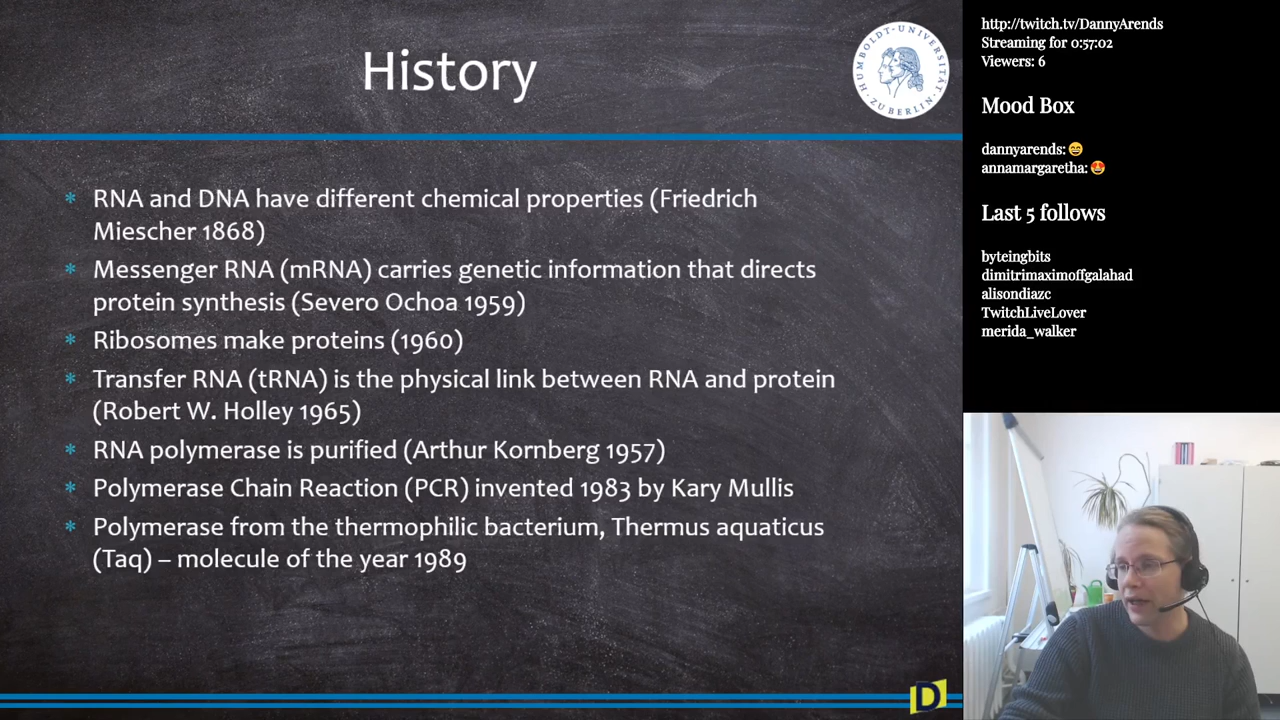 History
HUMBOLDT-UNIVERSITÄT
ZU BERLIN
* RNA and DNA have different chemical properties (Friedrich
Miescher 1868)
* Messenger RNA (mRNA) carries genetic information that directs
protein synthesis (Severo Ochoa 1959)
* Ribosomes make proteins (1960)
* Transfer RNA (tRNA) is the physical link between RNA and protein
(Robert W. Holley 1965)
* RNA polymerase is purified (Arthur Kornberg 1957)
* Polymerase Chain Reaction (PCR) invented 1983 by Kary Mullis
* Polymerase from the thermophilic bacterium, Thermus aquaticus
(Taq) – molecule of the year 1989
D
http://twitch.tv/DannyArends
Streaming for 0:57:02
Viewers: 6
Mood Box
dannyarends: 😄
annamargaretha: 😍
Last 5 follows
byteingbits
dimitrimaximoffgalahad
alisondiazc
TwitchLiveLover
merida_walker